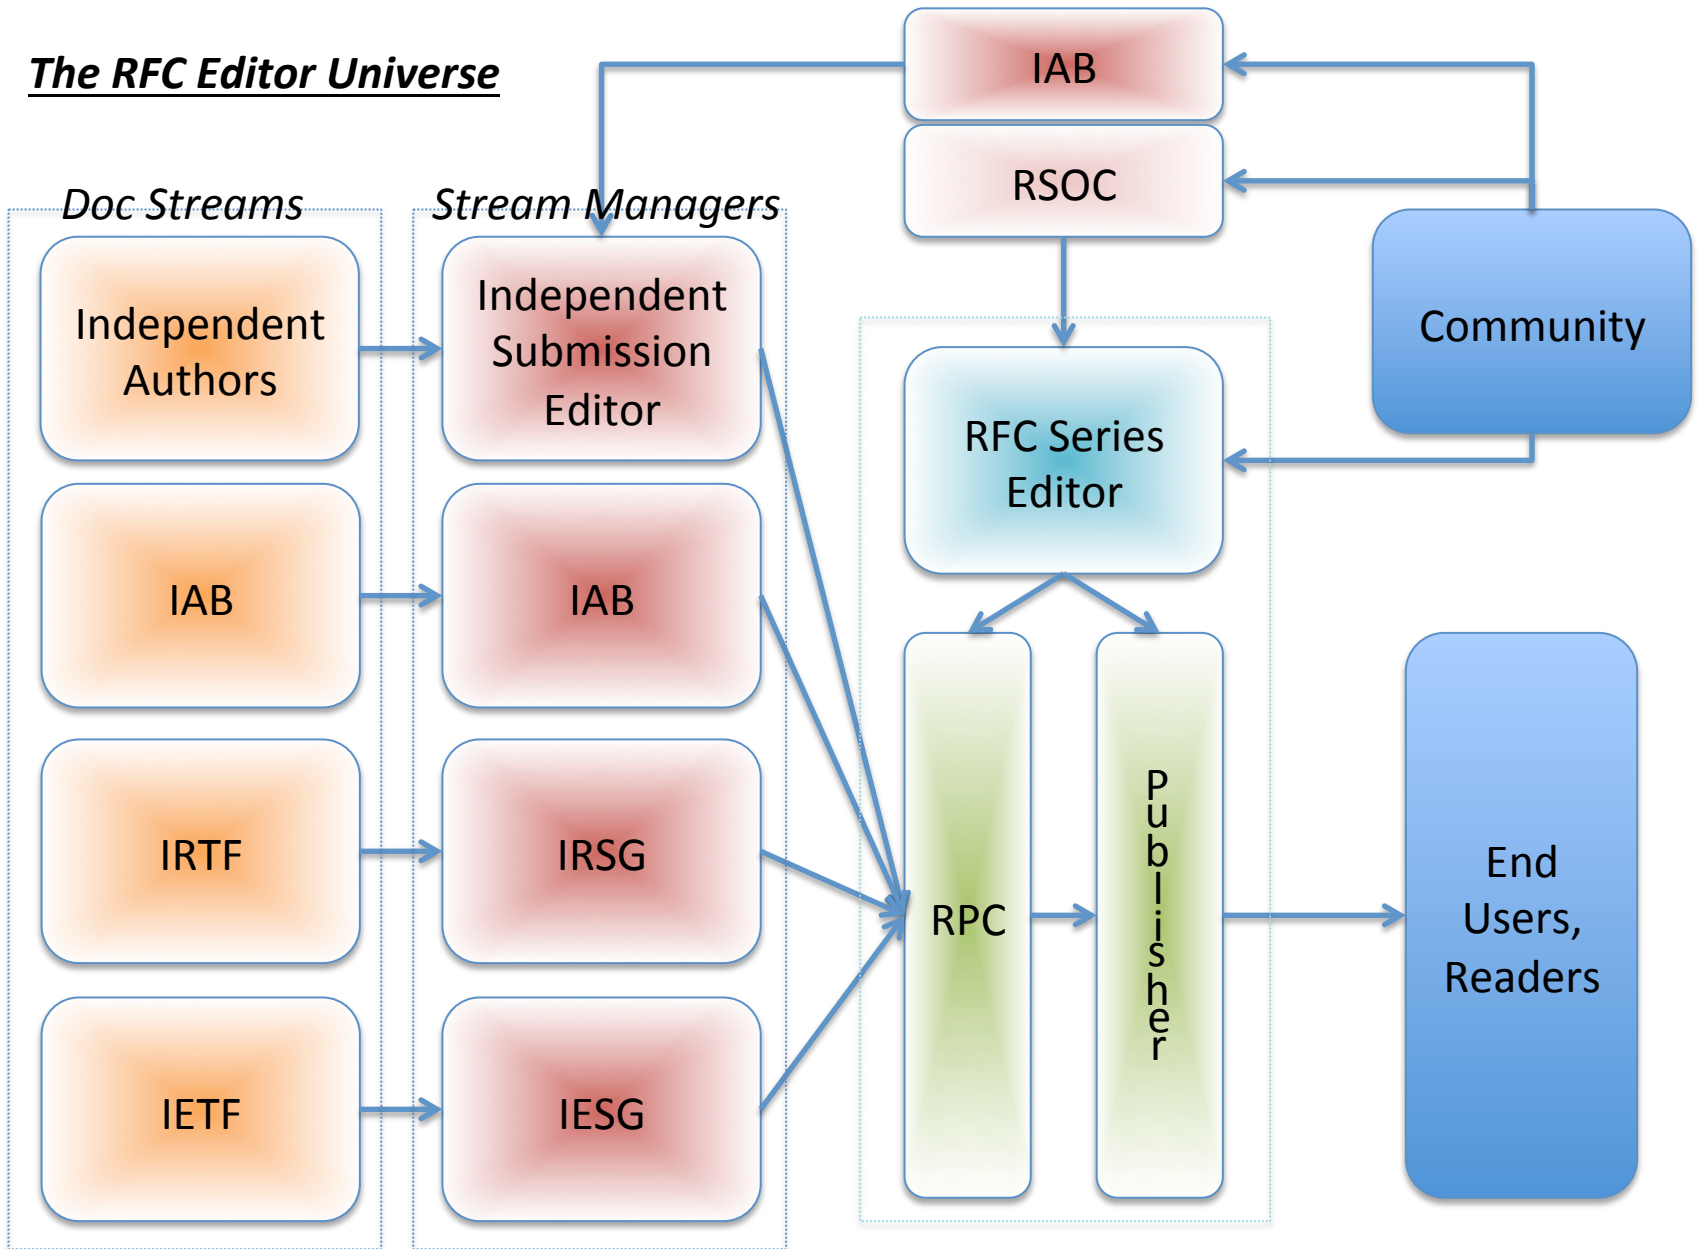 The RFC Editor Universe
IAB
RSOC
Doc Streams
Stream Managers
Independent
Authors
Independent
Submission
Editor
Community
RFC Series
Editor
IAB
IAB
IRTF
IRSG
RPC
Publisher
End
Users,
Readers
IETF
IESG